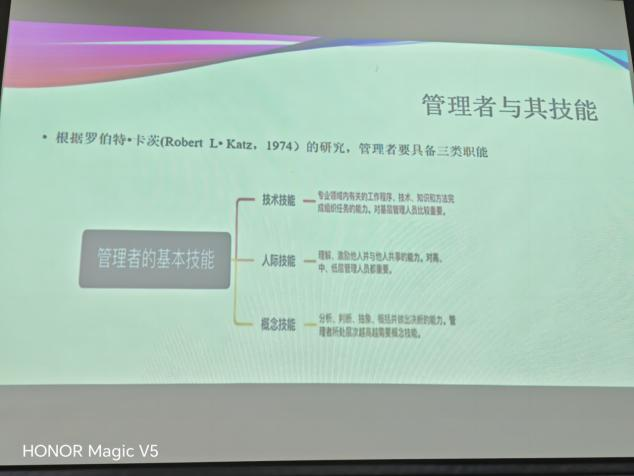 管理者与其技能
• 根据罗伯特•卡茨(Robert L• Katz，1974）的研究，管理者要具备三类职能
管理者的基本技能
技术技能
专业领域内有关的工作程序、技术、知识和方法完
成组织任务的能力。对基层管理人员比较重要。
人际技能
理解、激励他人并与他人共事的能力。对高、
中、低层管理人员都重要。
概念技能
分析、判断、抽象、概括并做出决断的能力。管
理者所处层次越高越需要概念技能。
HONOR Magic V5